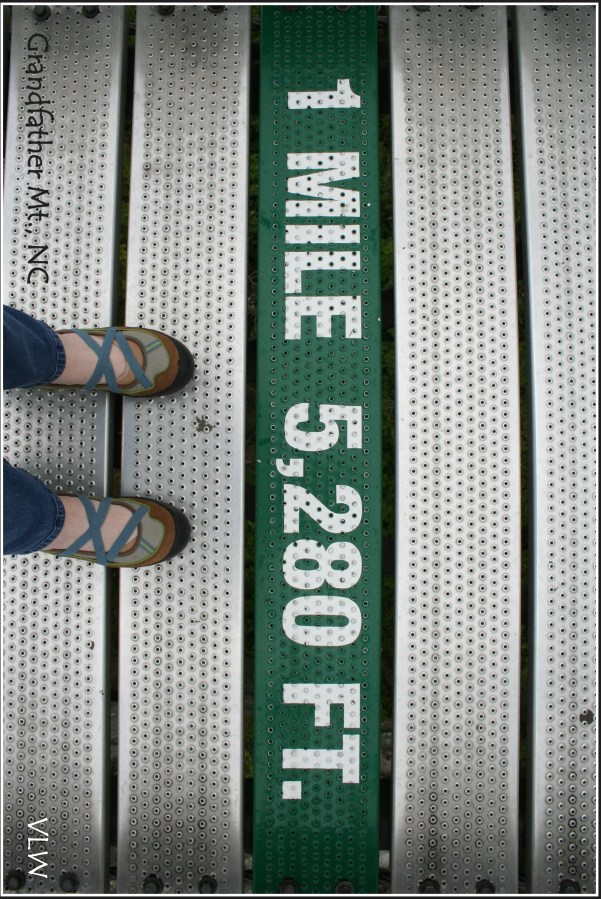 Grandfather Mt., NC
1 MILE 5,280 FT.
VLW